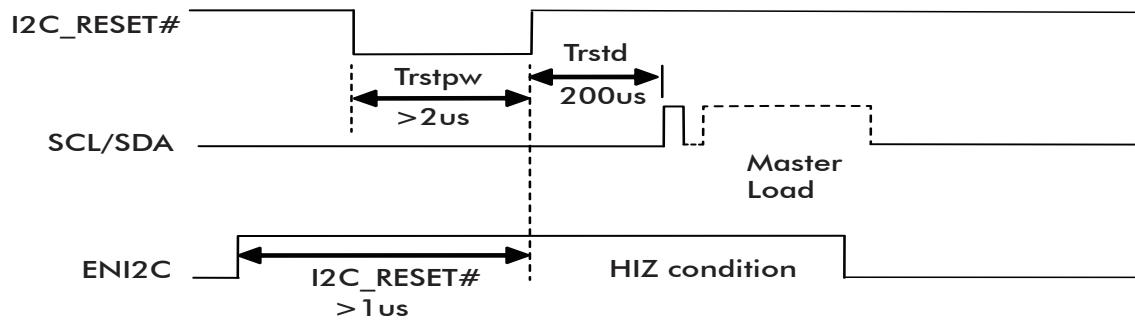 I2C_RESET#
Trstd
Trstpw
200us
>2us
SCL/SDA
Master
Load
ENI2C
I2C_RESET#
HIZ condition
>1us